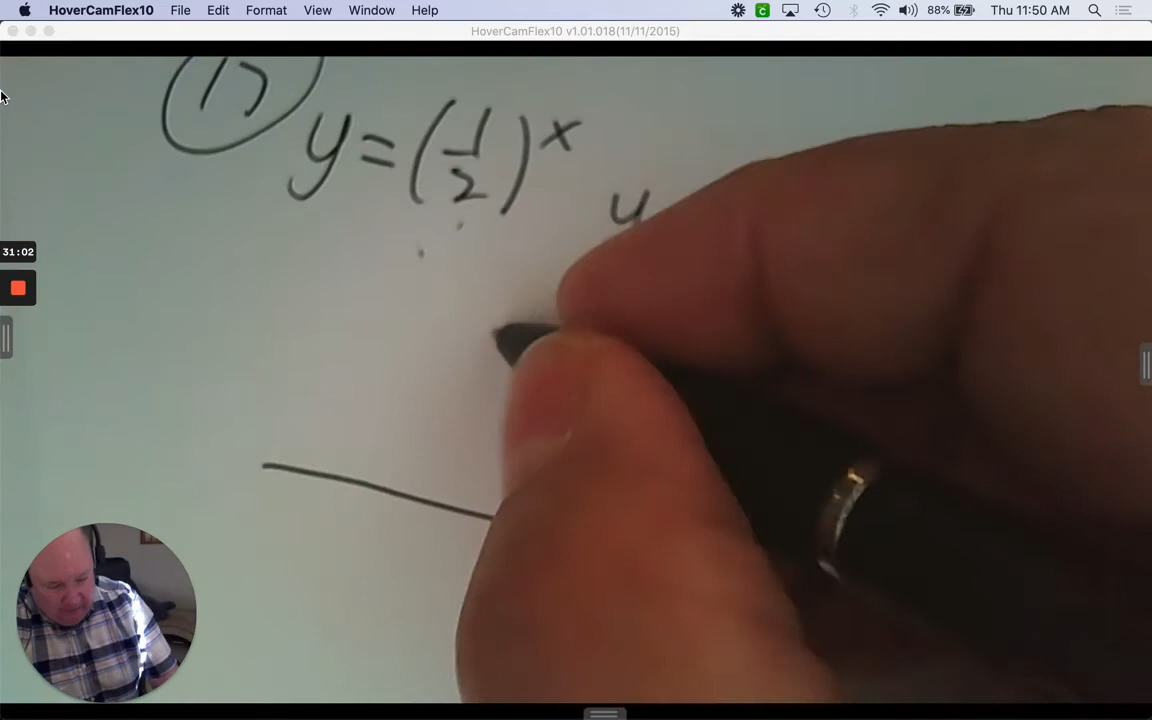 HoverCamFlex10 File Edit Format View Window Help 88% Thu 11:50 AM
HoverCamFlex10 v1.01.018(11/11/2015)
17
y = (1/2)^x
y
31:02